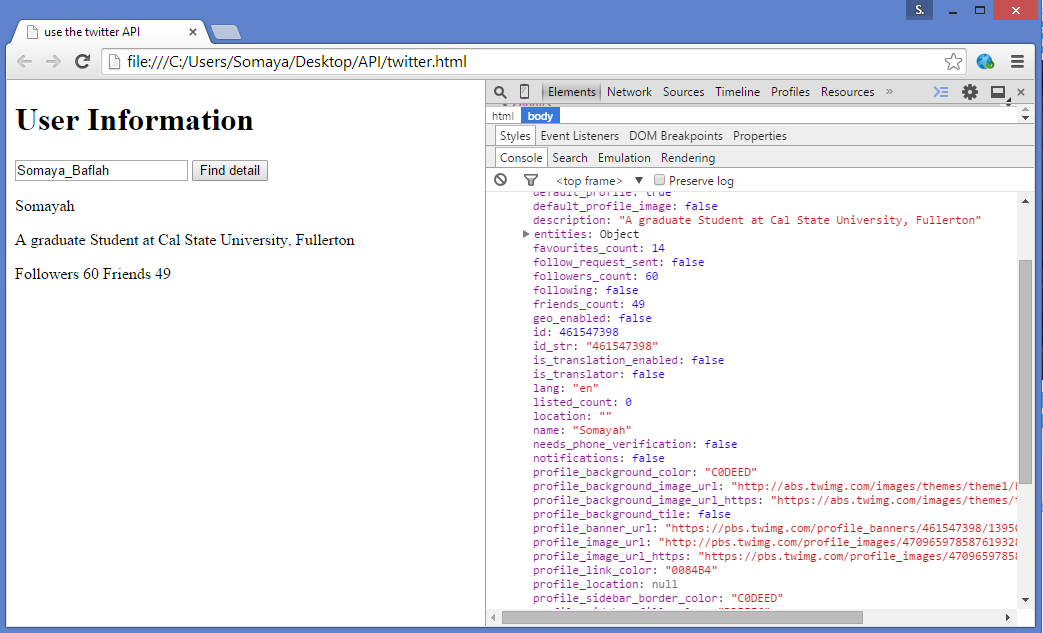 S.
use the twitter API
file:///C:/Users/Somaya/Desktop/API/twitter.html
User Information
Somaya_Baflah Find detail
Somayah
A graduate Student at Cal State University, Fullerton
Followers 60 Friends 49
Elements Network Sources Timeline Profiles Resources »
html body
Styles Event Listeners DOM Breakpoints Properties
Console Search Emulation Rendering
<top frame> ▼ Preserve log
default_profile: true
default_profile_image: false
description: "A graduate Student at Cal State University, Fullerton"
entities: Object
favourites_count: 14
follow_request_sent: false
followers_count: 60
following: false
friends_count: 49
geo_enabled: false
id: 461547398
id_str: "461547398"
is_translation_enabled: false
is_translator: false
lang: "en"
listed_count: 0
location: ""
name: "Somayah"
needs_phone_verification: false
notifications: false
profile_background_color: "C0DEED"
profile_background_image_url: "http://abs.twimg.com/images/themes/theme1/
profile_background_image_url_https: "https://abs.twimg.com/images/themes/
profile_background_tile: false
profile_banner_url: "https://pbs.twimg.com/profile_banners/461547398/1395
profile_image_url: "http://pbs.twimg.com/profile_images/470965978587619328
profile_image_url_https: "https://pbs.twimg.com/profile_images/4709659785
profile_link_color: "0084B4"
profile_location: null
profile_sidebar_border_color: "C0DEED"